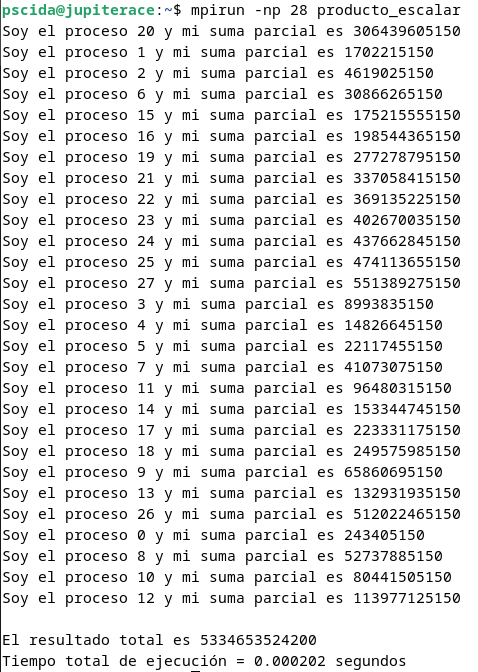 pscida@jupiterace:~$ mpirun -np 28 producto_escalar
Soy el proceso 20 y mi suma parcial es 306439605150
Soy el proceso 1 y mi suma parcial es 1702215150
Soy el proceso 2 y mi suma parcial es 4619025150
Soy el proceso 6 y mi suma parcial es 30866265150
Soy el proceso 15 y mi suma parcial es 175215555150
Soy el proceso 16 y mi suma parcial es 198544365150
Soy el proceso 19 y mi suma parcial es 277278795150
Soy el proceso 21 y mi suma parcial es 337058415150
Soy el proceso 22 y mi suma parcial es 369135225150
Soy el proceso 23 y mi suma parcial es 402670035150
Soy el proceso 24 y mi suma parcial es 437662845150
Soy el proceso 25 y mi suma parcial es 474113655150
Soy el proceso 27 y mi suma parcial es 551389275150
Soy el proceso 3 y mi suma parcial es 8993835150
Soy el proceso 4 y mi suma parcial es 14826645150
Soy el proceso 5 y mi suma parcial es 22117455150
Soy el proceso 7 y mi suma parcial es 41073075150
Soy el proceso 11 y mi suma parcial es 96480315150
Soy el proceso 14 y mi suma parcial es 153344745150
Soy el proceso 17 y mi suma parcial es 223331175150
Soy el proceso 18 y mi suma parcial es 249575985150
Soy el proceso 9 y mi suma parcial es 65860695150
Soy el proceso 13 y mi suma parcial es 132931935150
Soy el proceso 26 y mi suma parcial es 512022465150
Soy el proceso 0 y mi suma parcial es 243405150
Soy el proceso 8 y mi suma parcial es 52737885150
Soy el proceso 10 y mi suma parcial es 80441505150
Soy el proceso 12 y mi suma parcial es 113977125150
El resultado total es 5334653524200
Tiempo total de ejecución = 0.000202 segundos